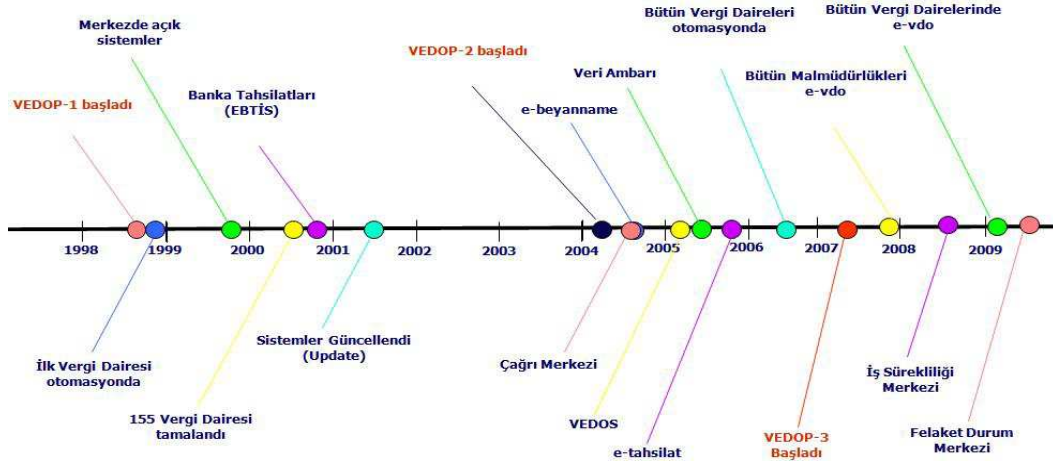 Merkezde açık
sistemler
VEDOP-1 başladı
Banka Tahsilatları
(EBTİS)
VEDOP-2 başladı
e-beyanname
Veri Ambarı
Bütün Vergi Daireleri
otomasyonda
Bütün Malmüdürlükleri
e-vdo
Bütün Vergi Dairelerinde
e-vdo
1998
1999
2000
2001
2002
2003
2004
2005
2006
2007
2008
2009
İlk Vergi Dairesi
otomasyonda
155 Vergi Dairesi
tamalandı
Sistemler Güncellendi
(Update)
Çağrı Merkezi
VEDOS
e-tahsilat
VEDOP-3
Başladı
İş Sürekliliği
Merkezi
Felaket Durum
Merkezi